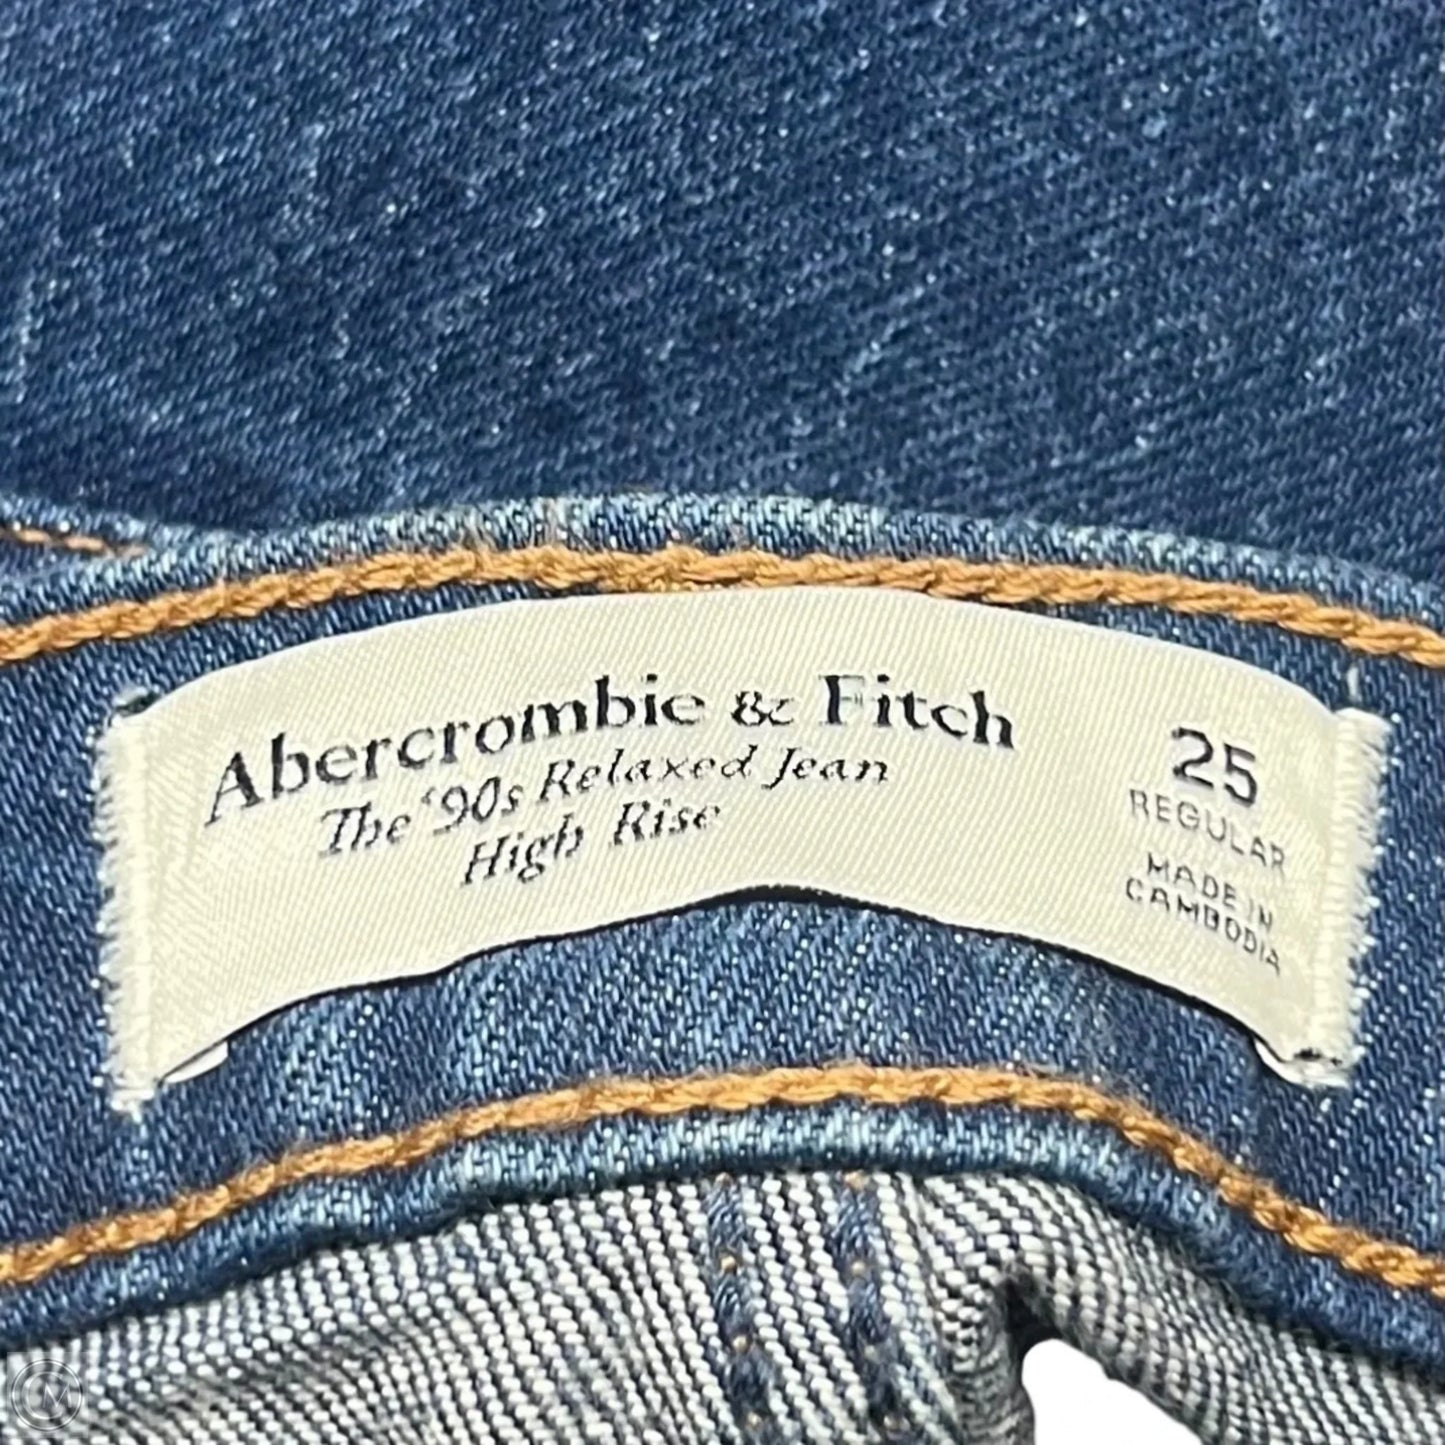 Abercrombie & Fitch
The '90s Relaxed Jean
High Rise
25
REGULAR
MADE IN
CAMBODIA